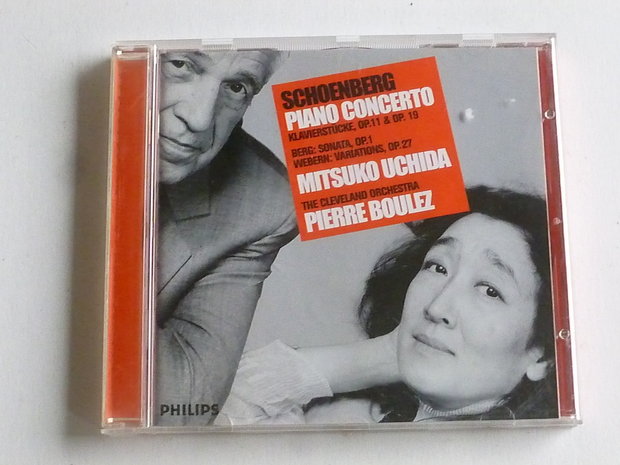 SCHOENBERG
PIANO CONCERTO
KLAVIERSTÜCKE, OP.11 & OP. 19
BERG: SONATA, OP.1
WEBERN: VARIATIONS, OP.27
MITSUKO UCHIDA
THE CLEVELAND ORCHESTRA
PIERRE BOULEZ
PHILIPS